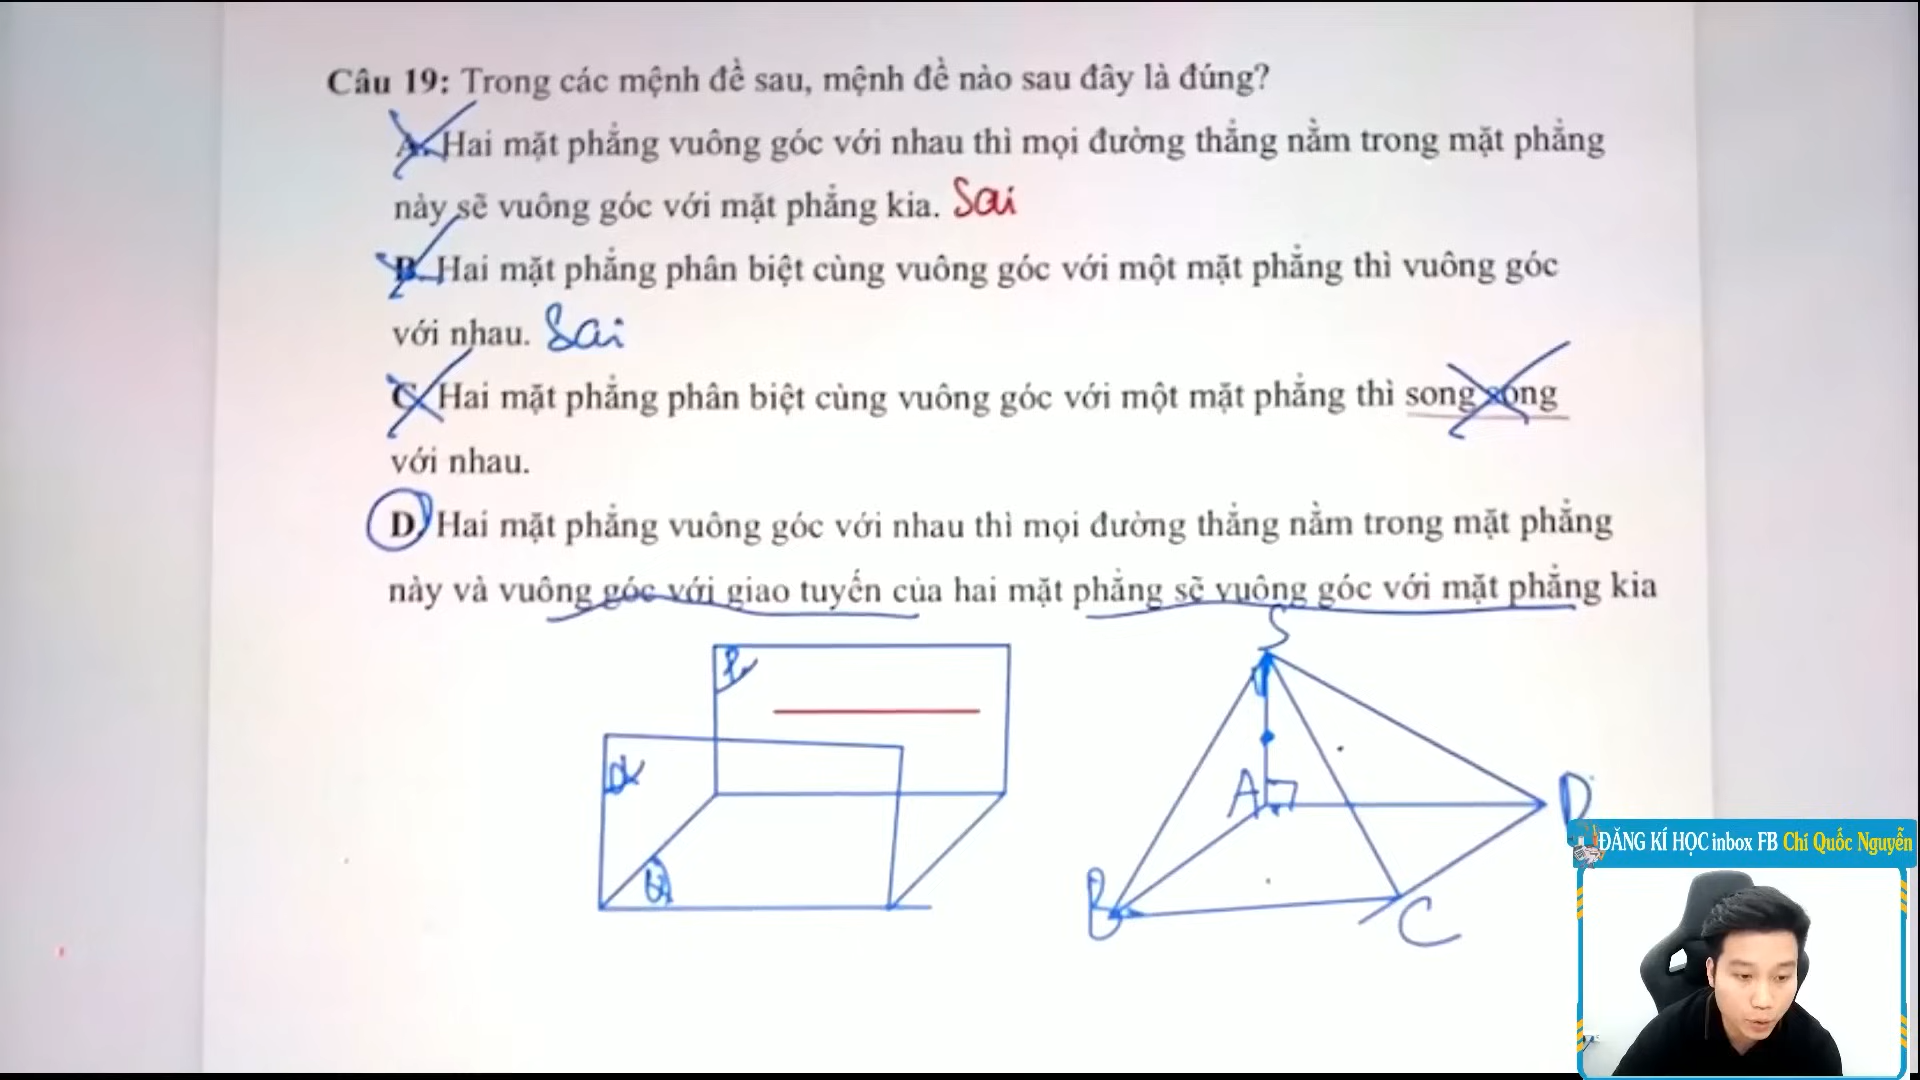 Câu 19: Trong các mệnh đề sau, mệnh đề nào sau đây là đúng?
A. Hai mặt phẳng vuông góc với nhau thì mọi đường thẳng nằm trong mặt phẳng
này sẽ vuông góc với mặt phẳng kia. Sai
B. Hai mặt phẳng phân biệt cùng vuông góc với một mặt phẳng thì vuông góc
với nhau. Sai
C. Hai mặt phẳng phân biệt cùng vuông góc với một mặt phẳng thì song song
với nhau.
D. Hai mặt phẳng vuông góc với nhau thì mọi đường thẳng nằm trong mặt phẳng
này và vuông góc với giao tuyến của hai mặt phẳng sẽ vuông góc với mặt phẳng kia
S
α
A
D
B
C
ĐĂNG KÍ HỌC inbox FB Chí Quốc Nguyễn